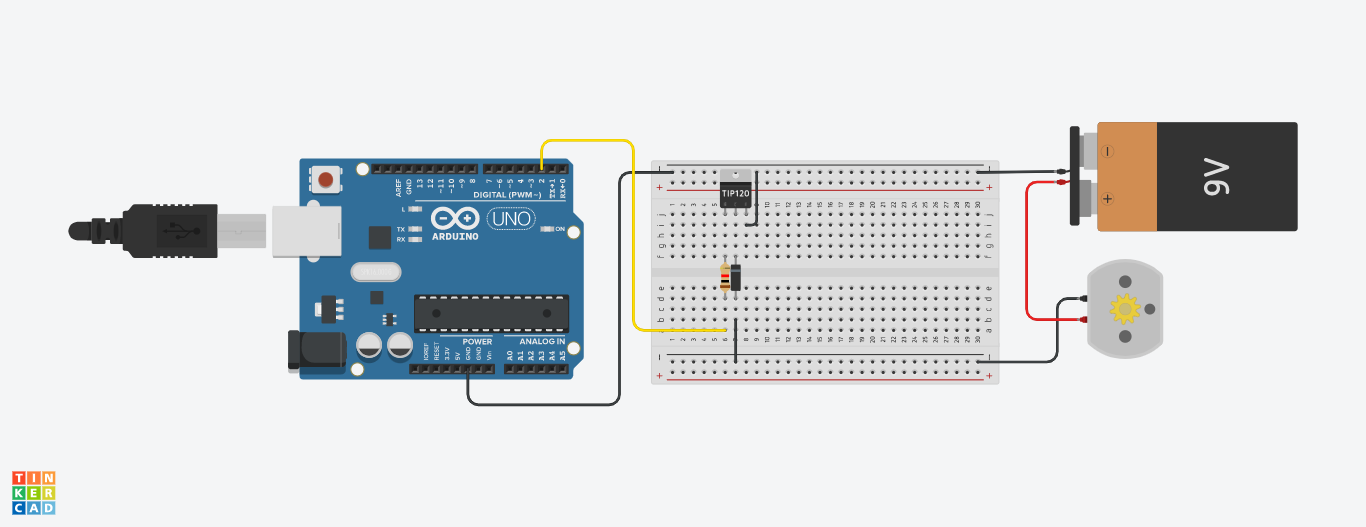 AREF
GND
13
12
~11
~10
~9
8
7
~6
~5
4
~3
2
TX→1
RX←0
DIGITAL (PWM~)
L
TX
RX
ARDUINO
UNO
ON
IOREF
RESET
3.3V
5V
GND
GND
Vin
POWER
A0
A1
A2
A3
A4
A5
ANALOG IN
TIP120
9V
TIN
KER
CAD